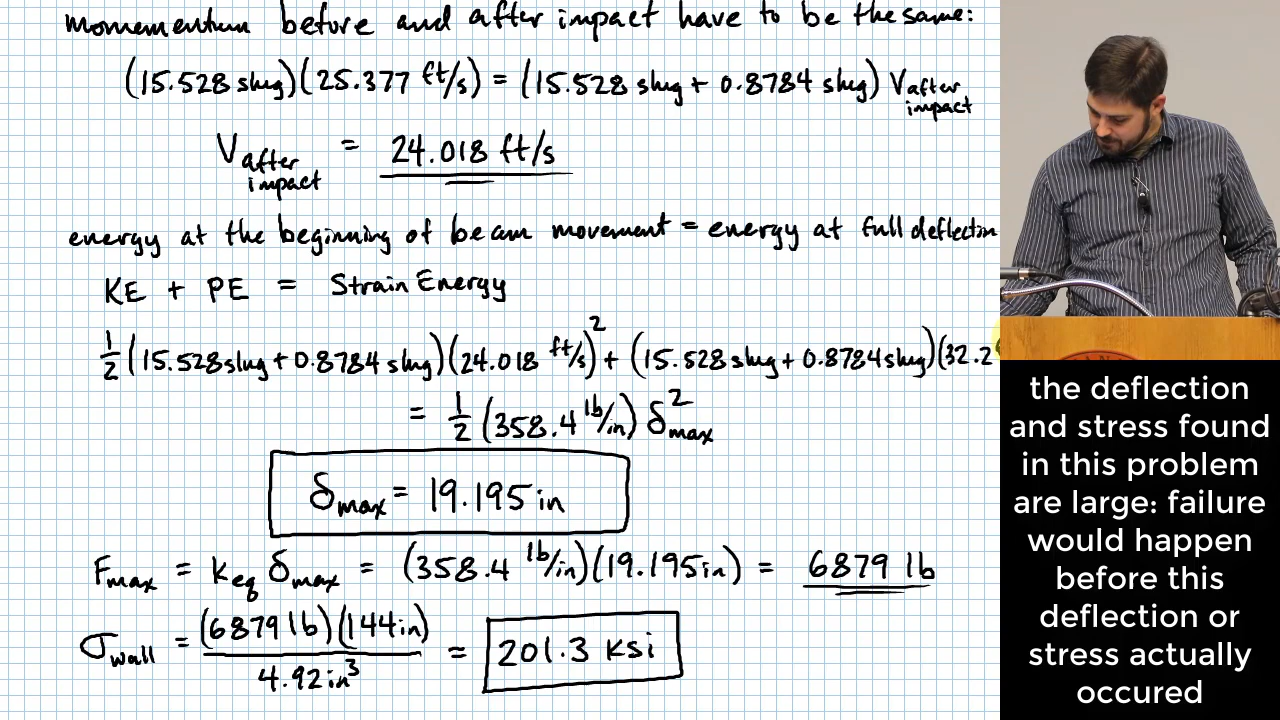 momentum before and after impact have to be the same:
(15.528 slug)(25.377 ft/s) = (15.528 slug + 0.8784 slug) Vafter impact
Vafter impact = 24.018 ft/s
energy at the beginning of beam movement = energy at full deflection
KE + PE = Strain Energy
1/2 (15.528 slug + 0.8784 slug)(24.018 ft/s)² + (15.528 slug + 0.8784 slug)(32.2
= 1/2 (358.4 lb/in) δ²max
δmax = 19.195 in
Fmax = Keq δmax = (358.4 lb/in)(19.195 in) = 6879 lb
σwall = (6879 lb)(144 in) / 4.92 in³ = 201.3 ksi
the deflection
and stress found
in this problem
are large: failure
would happen
before this
deflection or
stress actually
occured